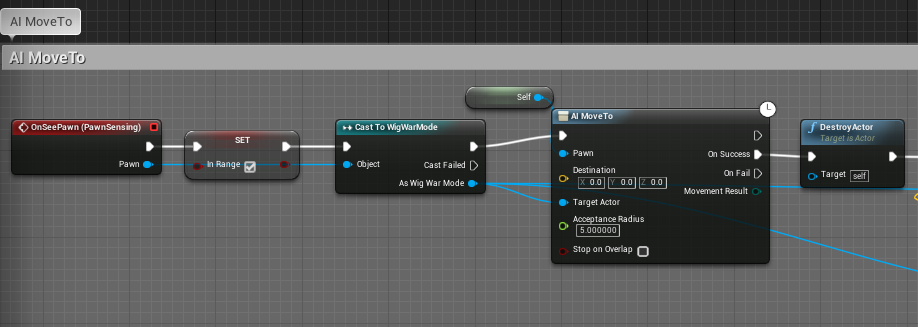 AI MoveTo
AI MoveTo
Self
OnSeePawn (PawnSensing)
Pawn
SET
In Range
Cast To WigWarMode
Object
Cast Failed
As Wig War Mode
AI MoveTo
Pawn
On Success
Destination
X 0.0 Y 0.0 Z 0.0
On Fail
Movement Result
Target Actor
Acceptance Radius
5.000000
Stop on Overlap
f DestroyActor
Target is Actor
Target self